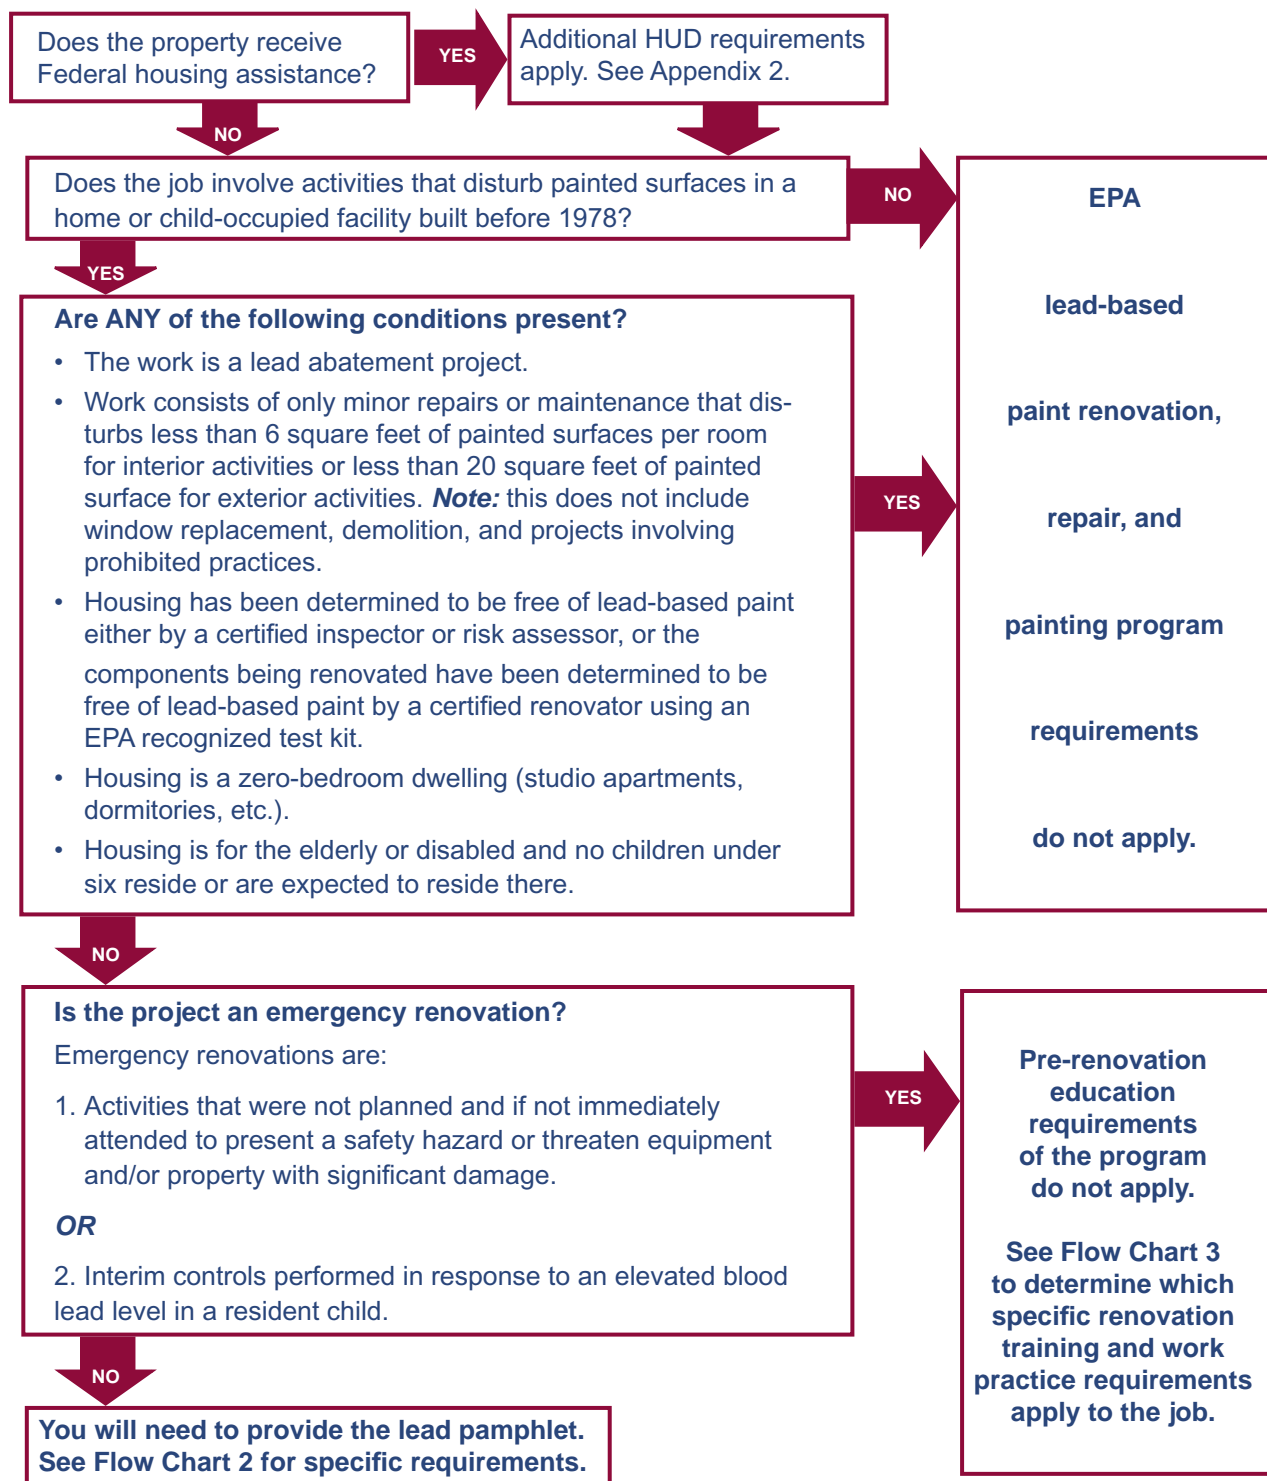 Does the property receive
Federal housing assistance?
YES
Additional HUD requirements
apply. See Appendix 2.
NO
Does the job involve activities that disturb painted surfaces in a
home or child-occupied facility built before 1978?
NO
YES
EPA
lead-based
paint renovation,
repair, and
painting program
requirements
do not apply.
Are ANY of the following conditions present?
• The work is a lead abatement project.
• Work consists of only minor repairs or maintenance that dis-
turbs less than 6 square feet of painted surfaces per room
for interior activities or less than 20 square feet of painted
surface for exterior activities. Note: this does not include
window replacement, demolition, and projects involving
prohibited practices.
• Housing has been determined to be free of lead-based paint
either by a certified inspector or risk assessor, or the
components being renovated have been determined to be
free of lead-based paint by a certified renovator using an
EPA recognized test kit.
• Housing is a zero-bedroom dwelling (studio apartments,
dormitories, etc.).
• Housing is for the elderly or disabled and no children under
six reside or are expected to reside there.
YES
NO
Is the project an emergency renovation?
Emergency renovations are:
1. Activities that were not planned and if not immediately
attended to present a safety hazard or threaten equipment
and/or property with significant damage.
OR
2. Interim controls performed in response to an elevated blood
lead level in a resident child.
YES
Pre-renovation
education
requirements
of the program
do not apply.
See Flow Chart 3
to determine which
specific renovation
training and work
practice requirements
apply to the job.
NO
You will need to provide the lead pamphlet.
See Flow Chart 2 for specific requirements.